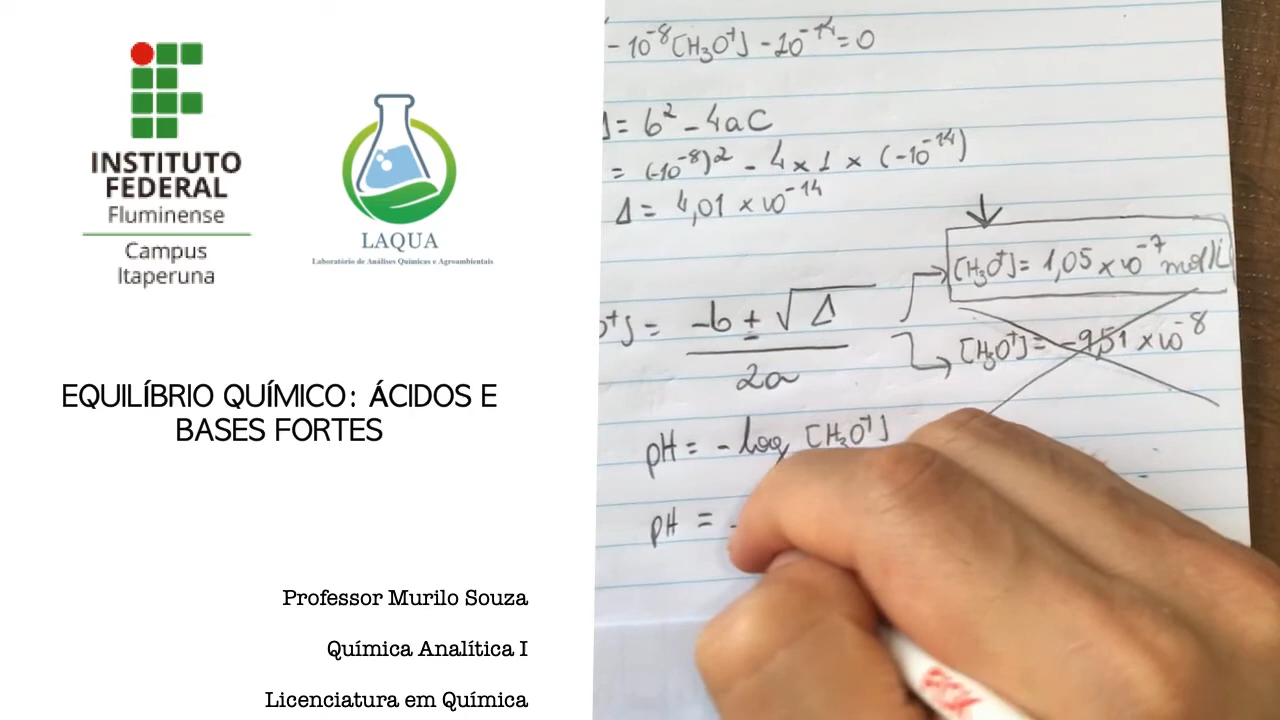 INSTITUTO
FEDERAL
Fluminense
Campus
Itaperuna
LAQUA
Laboratório de Análises Químicas e Agroambientais
EQUILÍBRIO QUÍMICO: ÁCIDOS E
BASES FORTES
Professor Murilo Souza
Química Analítica I
Licenciatura em Química
- 10⁻⁸ [H₃O⁺] - 10⁻¹⁴ = 0
= b² - 4aC
= (-10⁻⁸)² - 4 × 1 × (-10⁻¹⁴)
Δ = 4,01 × 10⁻¹⁴
[H₃O⁺] = 1,05 × 10⁻⁷ mol/L
⁺] = -b ± √Δ / 2a
[H₃O⁺] = -9,51 × 10⁻⁸
pH = - log [H₃O⁺]
pH = -